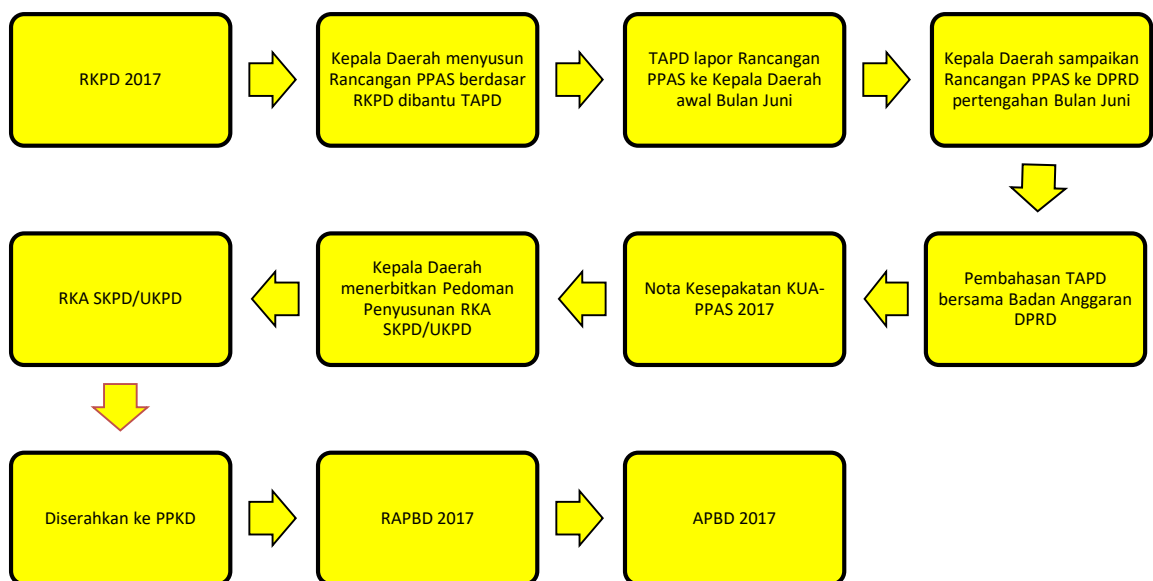 RKPD 2017
Kepala Daerah menyusun
Rancangan PPAS berdasar
RKPD dibantu TAPD
TAPD lapor Rancangan
PPAS ke Kepala Daerah
awal Bulan Juni
Kepala Daerah sampaikan
Rancangan PPAS ke DPRD
pertengahan Bulan Juni
Pembahasan TAPD
bersama Badan Anggaran
DPRD
Nota Kesepakatan KUA-
PPAS 2017
Kepala Daerah
menerbitkan Pedoman
Penyusunan RKA
SKPD/UKPD
RKA SKPD/UKPD
Diserahkan ke PPKD
RAPBD 2017
APBD 2017